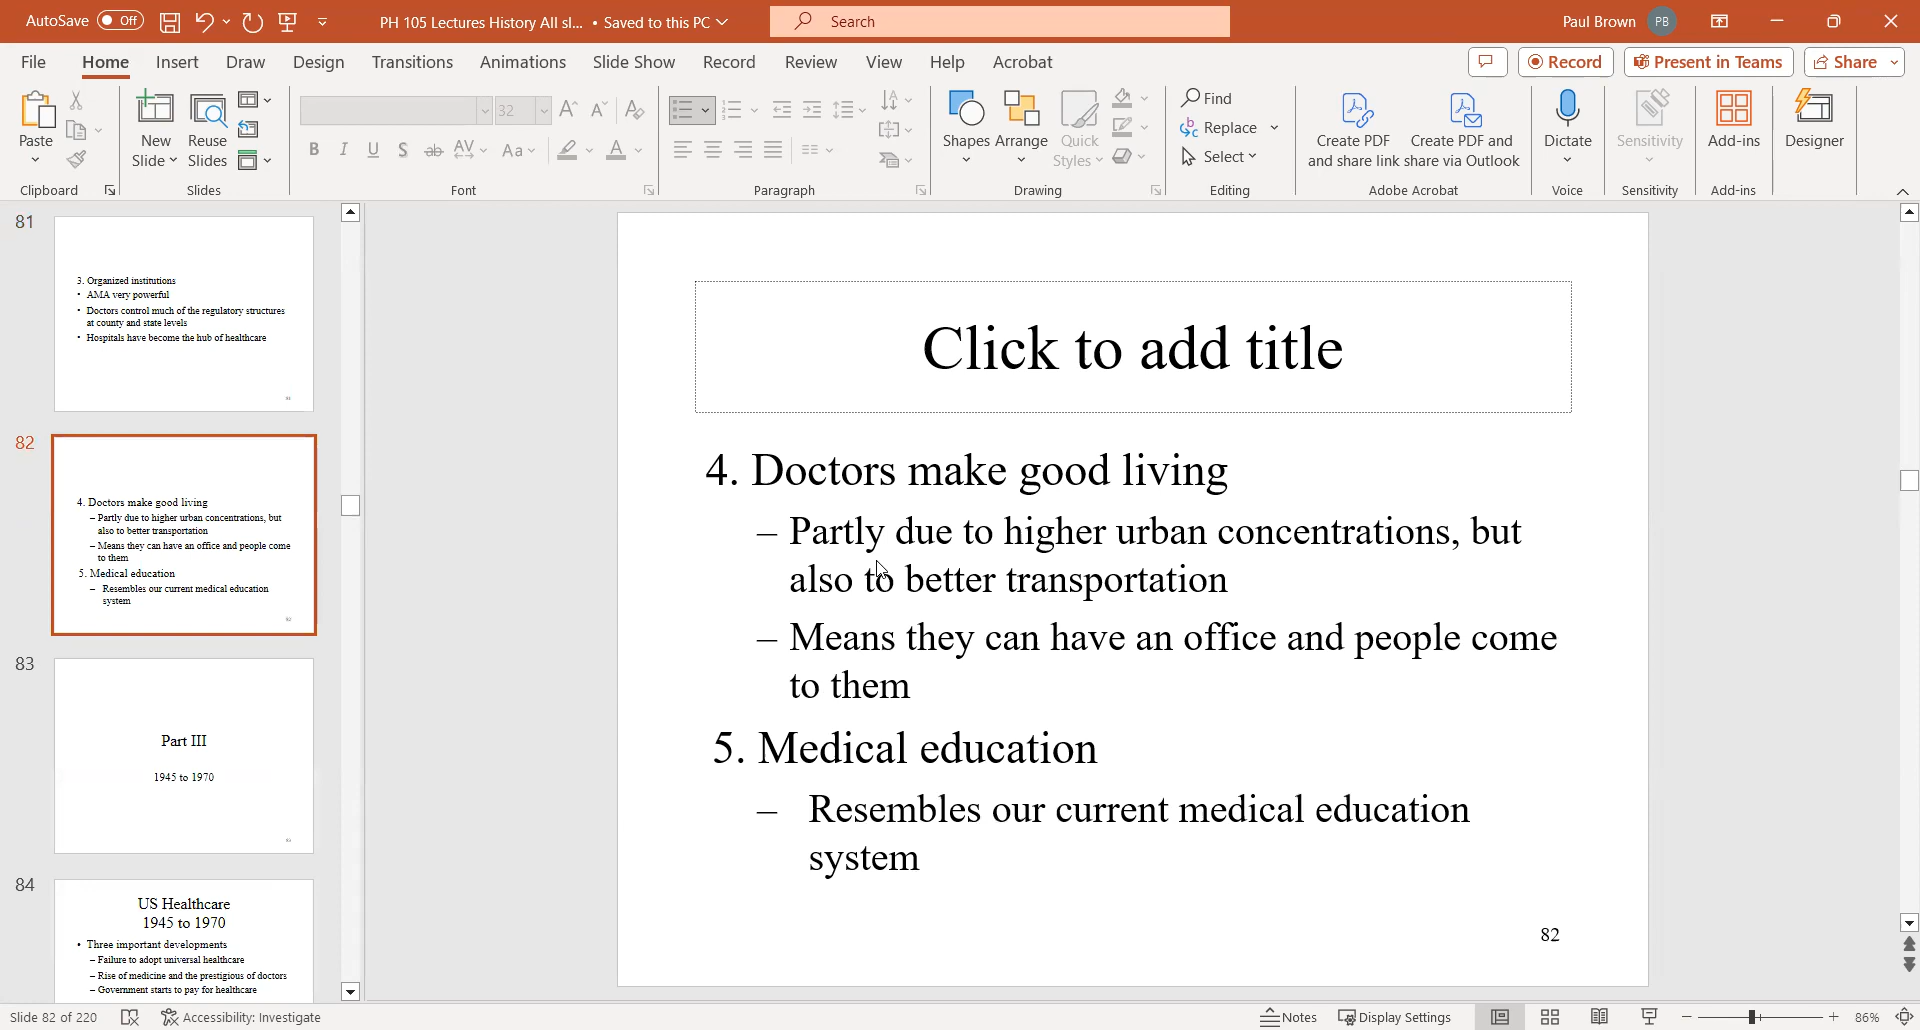 AutoSave Off PH 105 Lectures History All sl... • Saved to this PC Search Paul Brown PB
File Home Insert Draw Design Transitions Animations Slide Show Record Review View Help Acrobat Record Present in Teams Share
Paste New Slide Reuse Slides 32 Shapes Arrange Quick Styles Find Replace Select Create PDF and share link Create PDF and share via Outlook Dictate Sensitivity Add-ins Designer
Clipboard Slides Font Paragraph Drawing Editing Adobe Acrobat Voice Sensitivity Add-ins
81
3. Organized institutions
• AMA very powerful
• Doctors control much of the regulatory structures
at county and state levels
• Hospitals have become the hub of healthcare
81
82
4. Doctors make good living
– Partly due to higher urban concentrations, but
also to better transportation
– Means they can have an office and people come
to them
5. Medical education
– Resembles our current medical education
system
82
83
Part III
1945 to 1970
84
US Healthcare
1945 to 1970
• Three important developments
– Failure to adopt universal healthcare
– Rise of medicine and the prestigious of doctors
– Government starts to pay for healthcare
Click to add title
4. Doctors make good living
– Partly due to higher urban concentrations, but
also to better transportation
– Means they can have an office and people come
to them
5. Medical education
– Resembles our current medical education
system
82
Slide 82 of 220 Accessibility: Investigate Notes Display Settings 86%